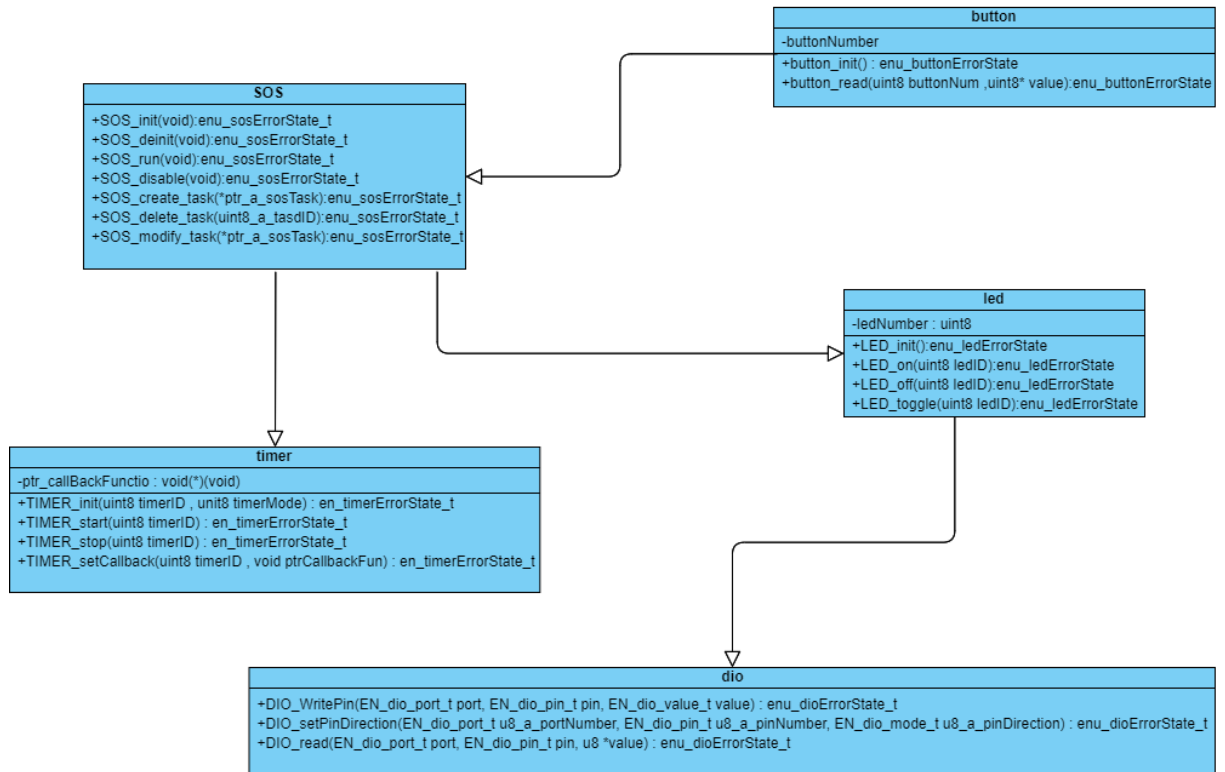 button
-buttonNumber
+button_init() : enu_buttonErrorState
+button_read(uint8 buttonNum ,uint8* value):enu_buttonErrorState
SOS
+SOS_init(void):enu_sosErrorState_t
+SOS_deinit(void):enu_sosErrorState_t
+SOS_run(void):enu_sosErrorState_t
+SOS_disable(void):enu_sosErrorState_t
+SOS_create_task(*ptr_a_sosTask):enu_sosErrorState_t
+SOS_delete_task(uint8_a_tasdID):enu_sosErrorState_t
+SOS_modify_task(*ptr_a_sosTask):enu_sosErrorState_t
led
-ledNumber : uint8
+LED_init():enu_ledErrorState
+LED_on(uint8 ledID):enu_ledErrorState
+LED_off(uint8 ledID):enu_ledErrorState
+LED_toggle(uint8 ledID):enu_ledErrorState
timer
-ptr_callBackFunctio : void(*)(void)
+TIMER_init(uint8 timerID , unit8 timerMode) : en_timerErrorState_t
+TIMER_start(uint8 timerID) : en_timerErrorState_t
+TIMER_stop(uint8 timerID) : en_timerErrorState_t
+TIMER_setCallback(uint8 timerID , void ptrCallbackFun) : en_timerErrorState_t
dio
+DIO_WritePin(EN_dio_port_t port, EN_dio_pin_t pin, EN_dio_value_t value) : enu_dioErrorState_t
+DIO_setPinDirection(EN_dio_port_t u8_a_portNumber, EN_dio_pin_t u8_a_pinNumber, EN_dio_mode_t u8_a_pinDirection) : enu_dioErrorState_t
+DIO_read(EN_dio_port_t port, EN_dio_pin_t pin, u8 *value) : enu_dioErrorState_t